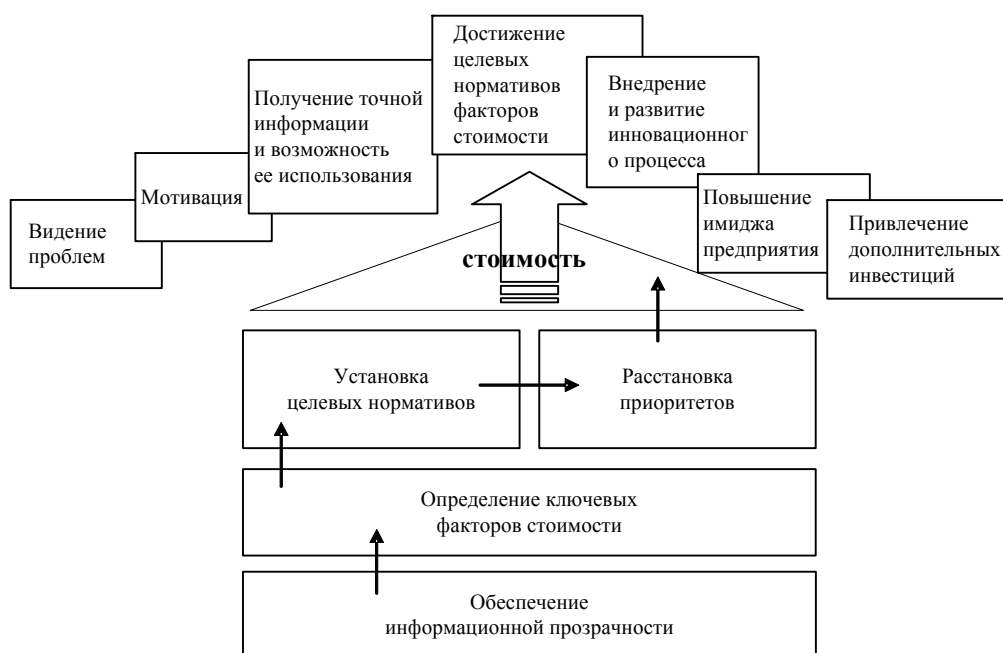 Видение
проблем
Мотивация
Получение точной
информации
и возможность
ее использования
Достижение
целевых
нормативов
факторов
стоимости
Внедрение
и развитие
инновационног
о процесса
Повышение
имиджа
предприятия
Привлечение
дополнительных
инвестиций
стоимость
Установка
целевых нормативов
Расстановка
приоритетов
Определение ключевых
факторов стоимости
Обеспечение
информационной прозрачности